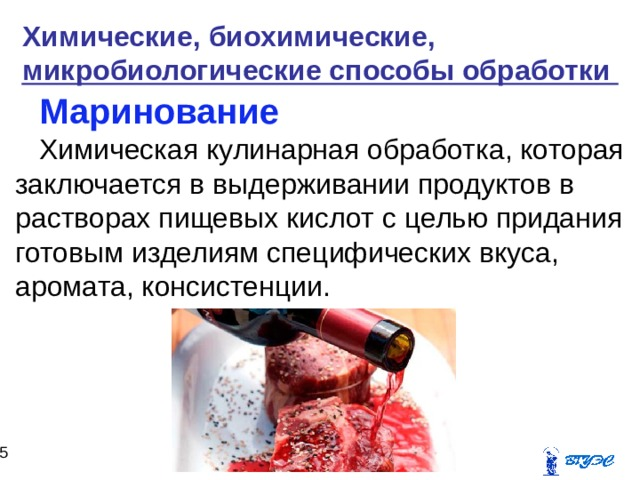 Химические, биохимические,
микробиологические способы обработки
Маринование
Химическая кулинарная обработка, которая
заключается в выдерживании продуктов в
растворах пищевых кислот с целью придания
готовым изделиям специфических вкуса,
аромата, консистенции.
5
ВГУЭС